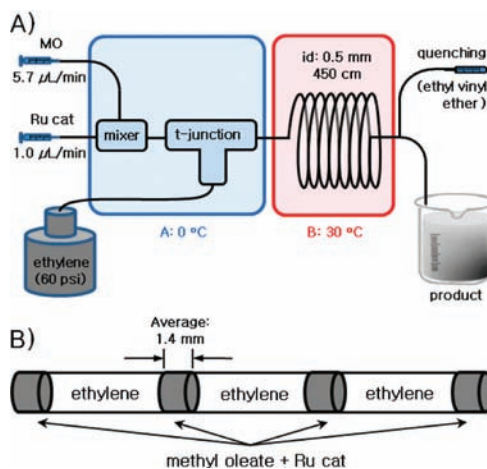 A)
MO
5.7 μL/min
Ru cat
1.0 μL/min
mixer
t-junction
id: 0.5 mm
450 cm
quenching
(ethyl vinyl
ether)
ethylene
(60 psi)
A: 0 °C
B: 30 °C
product
B)
Average:
1.4 mm
ethylene
ethylene
ethylene
methyl oleate + Ru cat